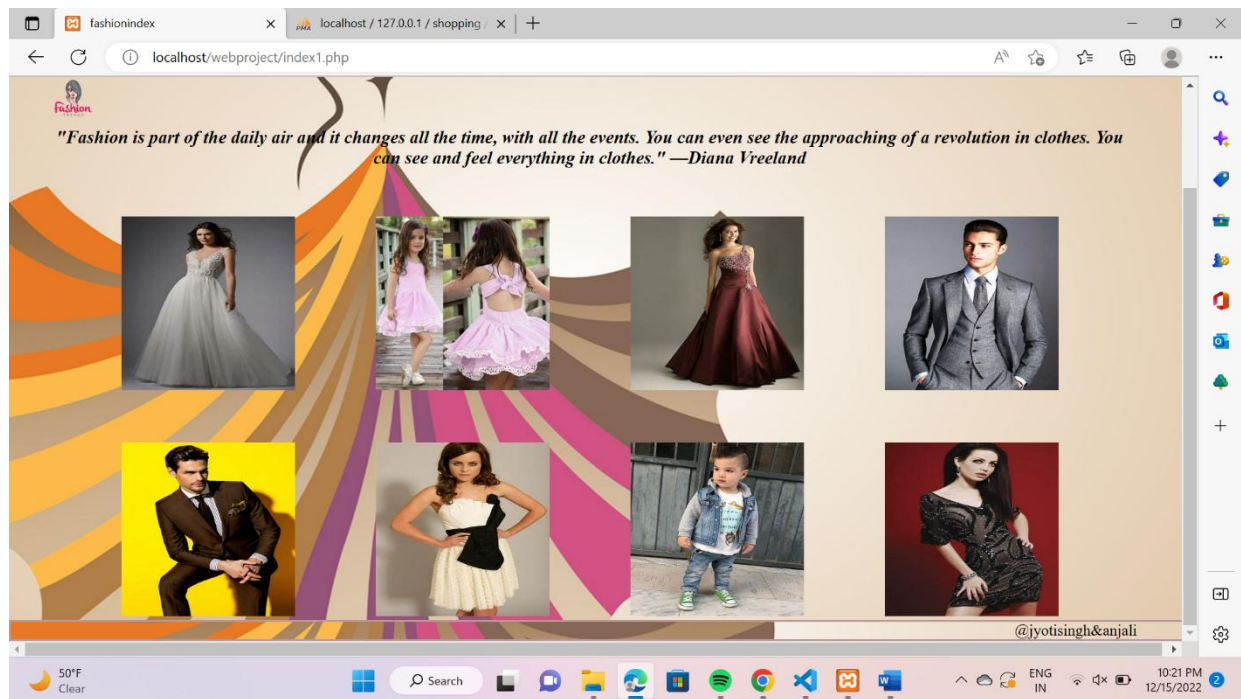 fashionindex
localhost / 127.0.0.1 / shopping /
localhost/webproject/index1.php
Fashion
"Fashion is part of the daily air and it changes all the time, with all the events. You can even see the approaching of a revolution in clothes. You
can see and feel everything in clothes." —Diana Vreeland
@jyotisingh&anjali
50°F
Clear
Search
ENG
IN
10:21 PM
12/15/2022
2